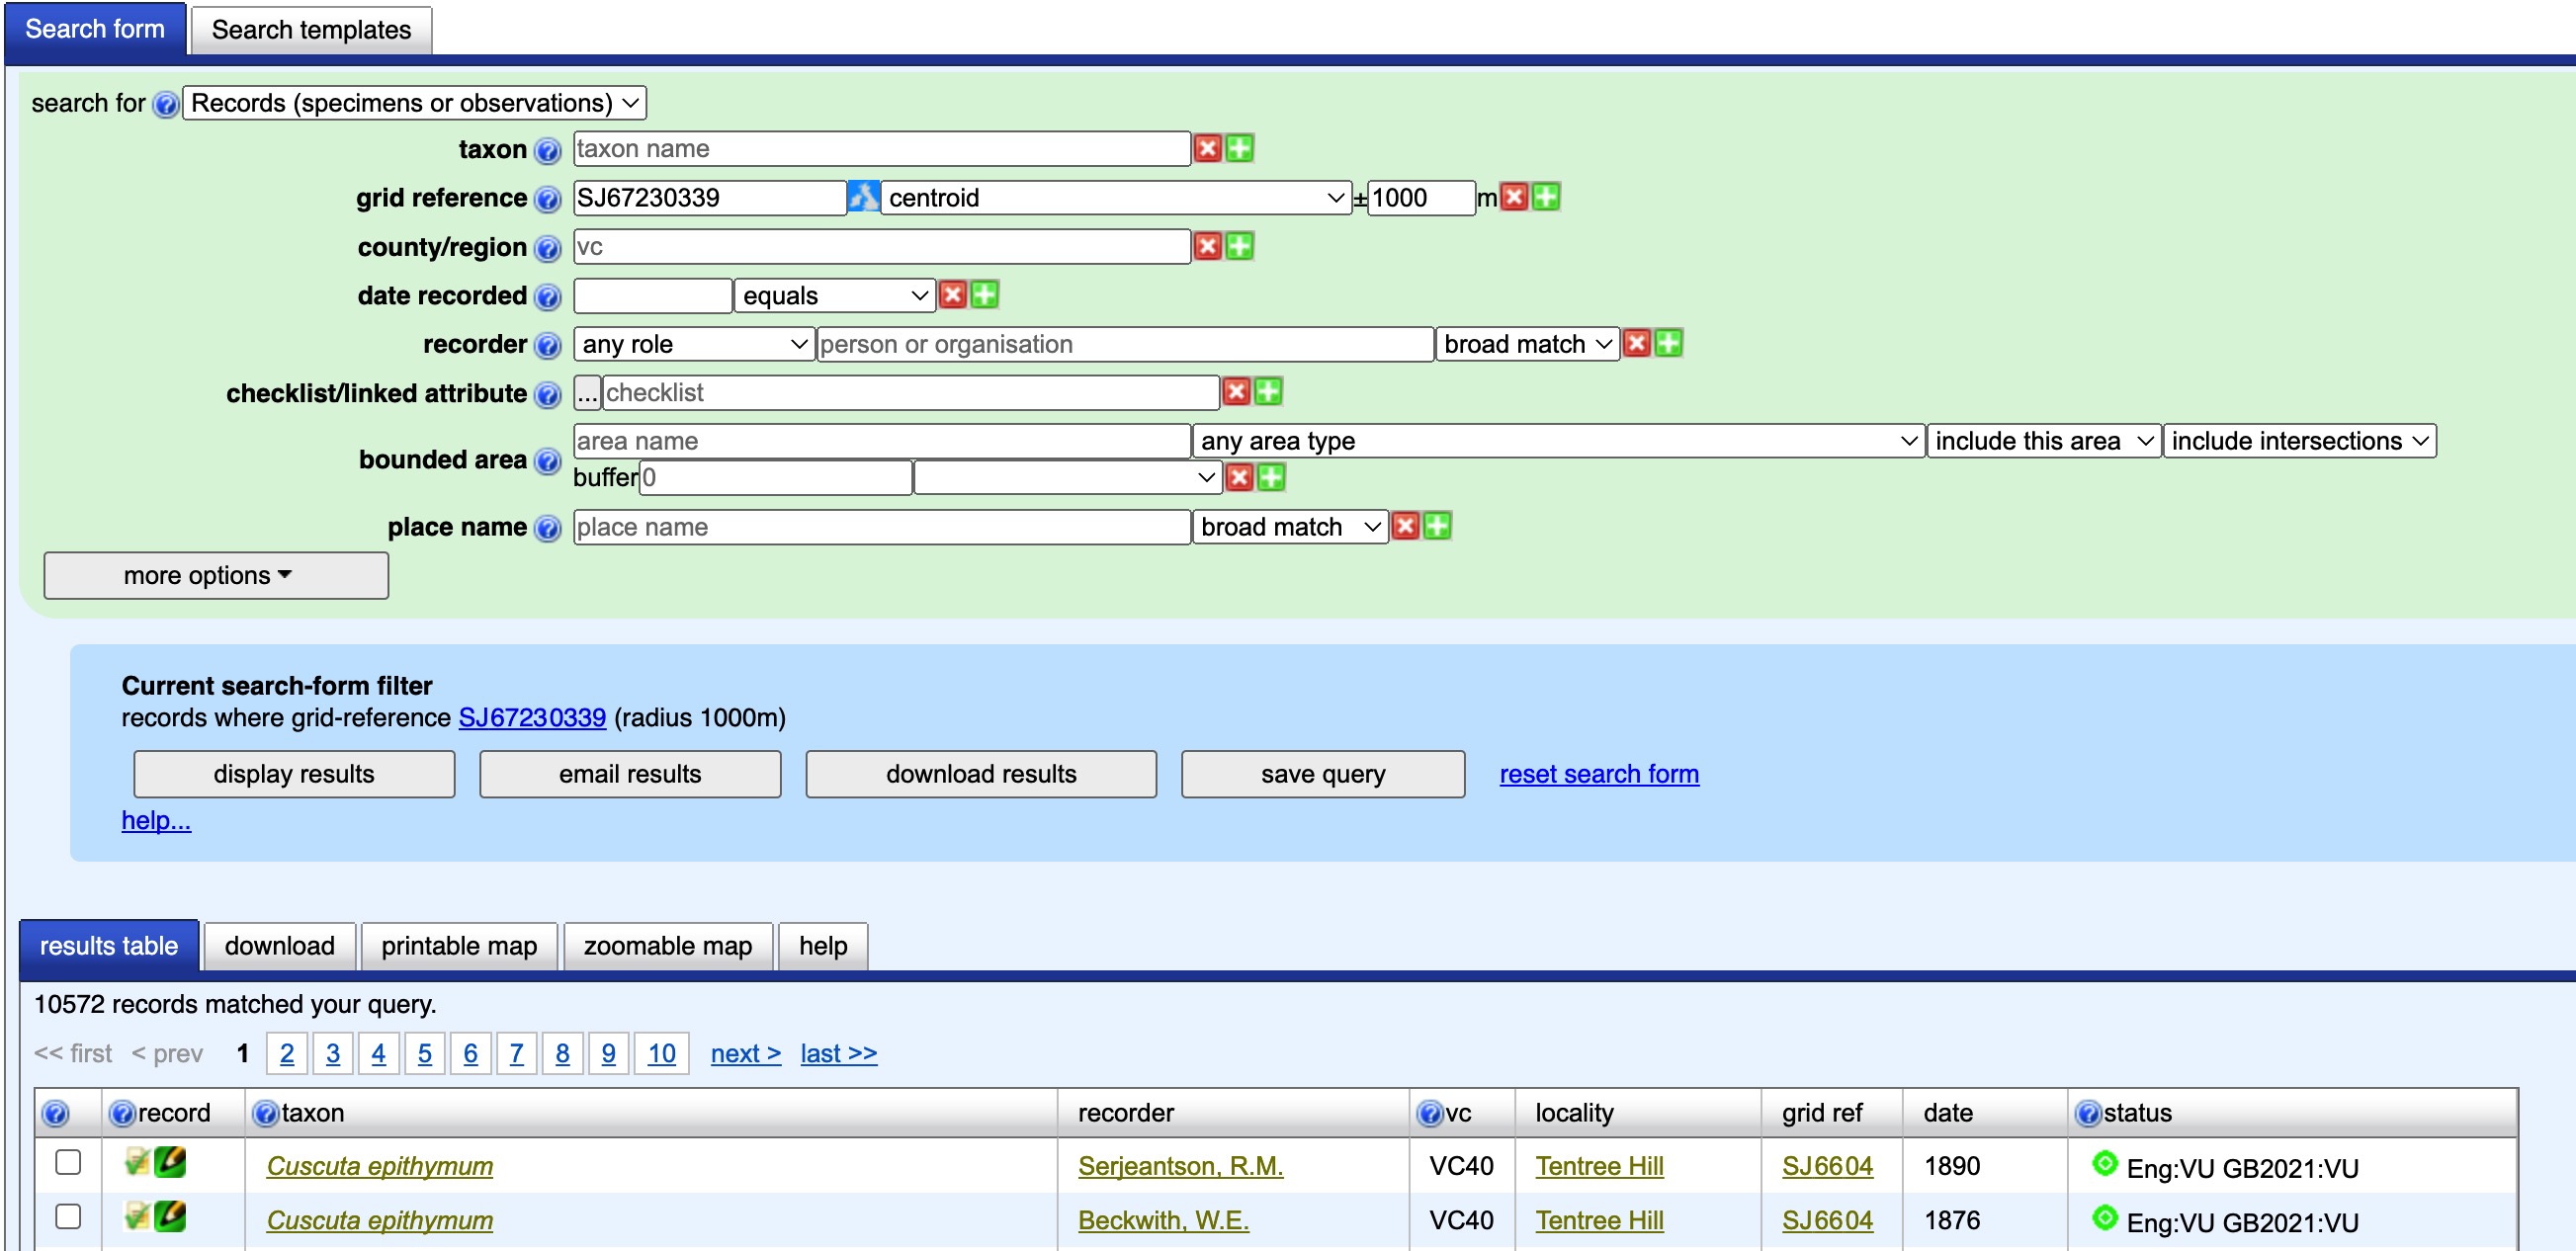 Search form Search templates
search for Records (specimens or observations)
taxon taxon name
grid reference SJ67230339 centroid ±1000 m
county/region vc
date recorded equals
recorder any role person or organisation broad match
checklist/linked attribute ... checklist
bounded area area name any area type include this area include intersections
buffer 0
place name place name broad match
more options
Current search-form filter
records where grid-reference SJ67230339 (radius 1000m)
display results email results download results save query reset search form
help...
results table download printable map zoomable map help
10572 records matched your query.
<< first < prev 1 2 3 4 5 6 7 8 9 10 next > last >>
record taxon recorder vc locality grid ref date status
Cuscuta epithymum Serjeantson, R.M. VC40 Tentree Hill SJ6604 1890 Eng:VU GB2021:VU
Cuscuta epithymum Beckwith, W.E. VC40 Tentree Hill SJ6604 1876 Eng:VU GB2021:VU